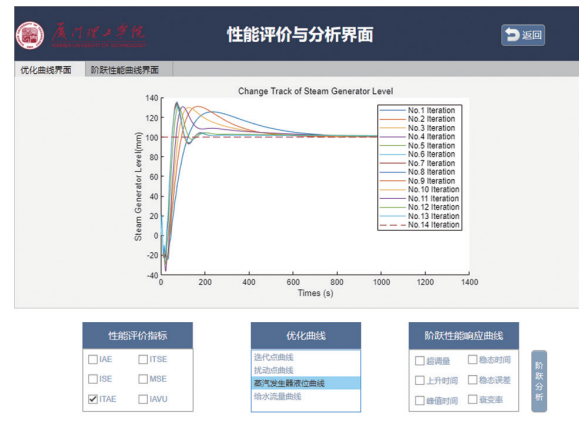 厦门理工学院
性能评价与分析界面
返回
优化曲线界面 阶跃性能曲线界面
Change Track of Steam Generator Level
140
120
100
80
60
40
20
0
-20
-40
Steam Generator Level(mm)
0 200 400 600 800 1000 1200 1400
Times (s)
No.1 Iteration
No.2 Iteration
No.3 Iteration
No.4 Iteration
No.5 Iteration
No.6 Iteration
No.7 Iteration
No.8 Iteration
No.9 Iteration
No.10 Iteration
No.11 Iteration
No.12 Iteration
No.13 Iteration
No.14 Iteration
性能评价指标
IAE ITSE
ISE MSE
ITAE IAVU
优化曲线
迭代点曲线
扰动点曲线
蒸汽发生器液位曲线
给水流量曲线
阶跃性能响应曲线
超调量 稳态时间
上升时间 稳态误差
峰值时间 衰变率
阶跃分析